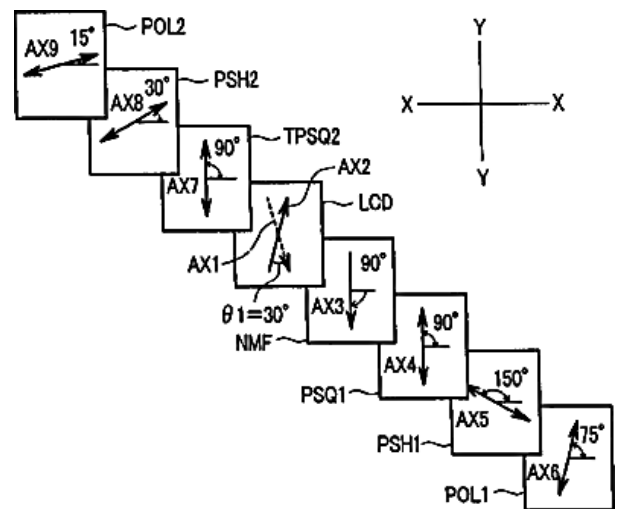 POL2
AX9
15°
PSH2
AX8
30°
TPSQ2
AX7
90°
AX2
LCD
AX1
θ1=30°
AX3
90°
NMF
AX4
90°
PSQ1
AX5
150°
PSH1
AX6
75°
POL1
Y
X
X
Y